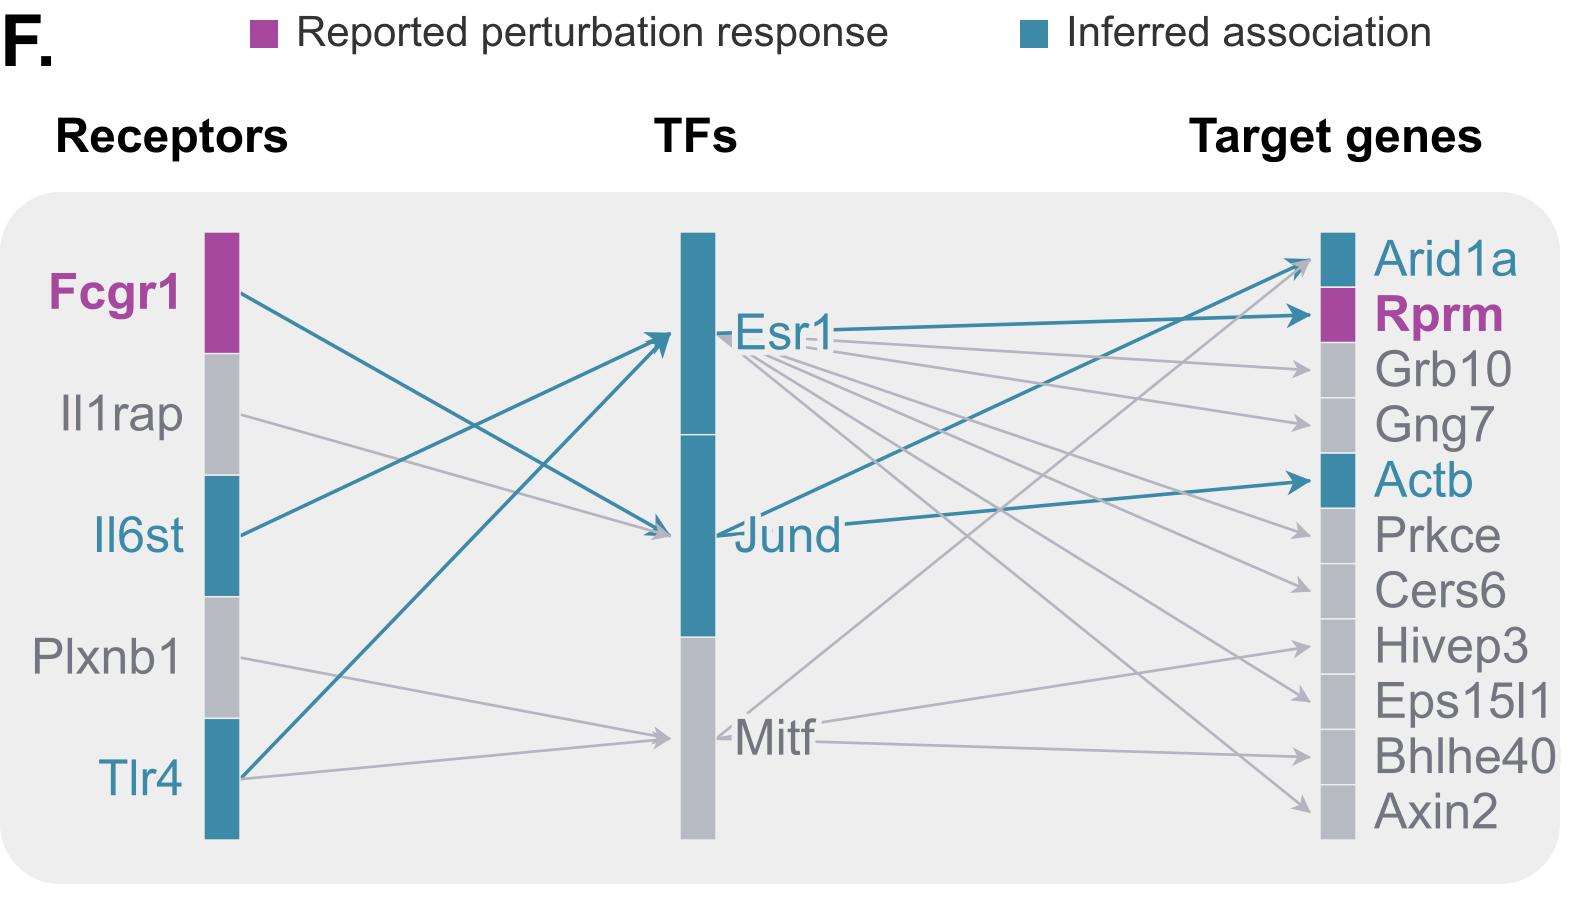 F.
Reported perturbation response
Inferred association
Receptors
TFs
Target genes
Fcgr1
Il1rap
Il6st
Plxnb1
Tlr4
Esr1
Jund
Mitf
Arid1a
Rprm
Grb10
Gng7
Actb
Prkce
Cers6
Hivep3
Eps15l1
Bhlhe40
Axin2